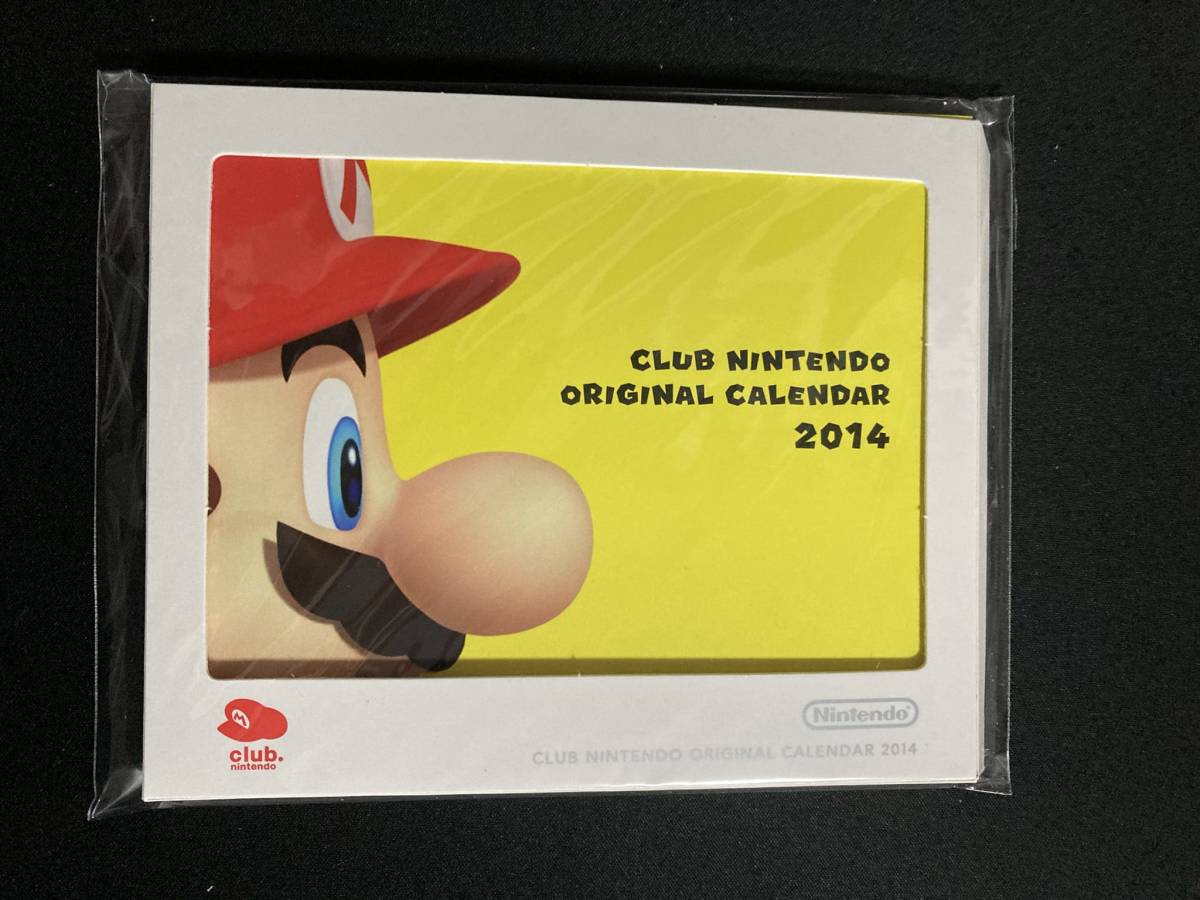 CLUB NINTENDO
ORIGINAL CALENDAR
2014
M
club.
nintendo
Nintendo
CLUB NINTENDO ORIGINAL CALENDAR 2014